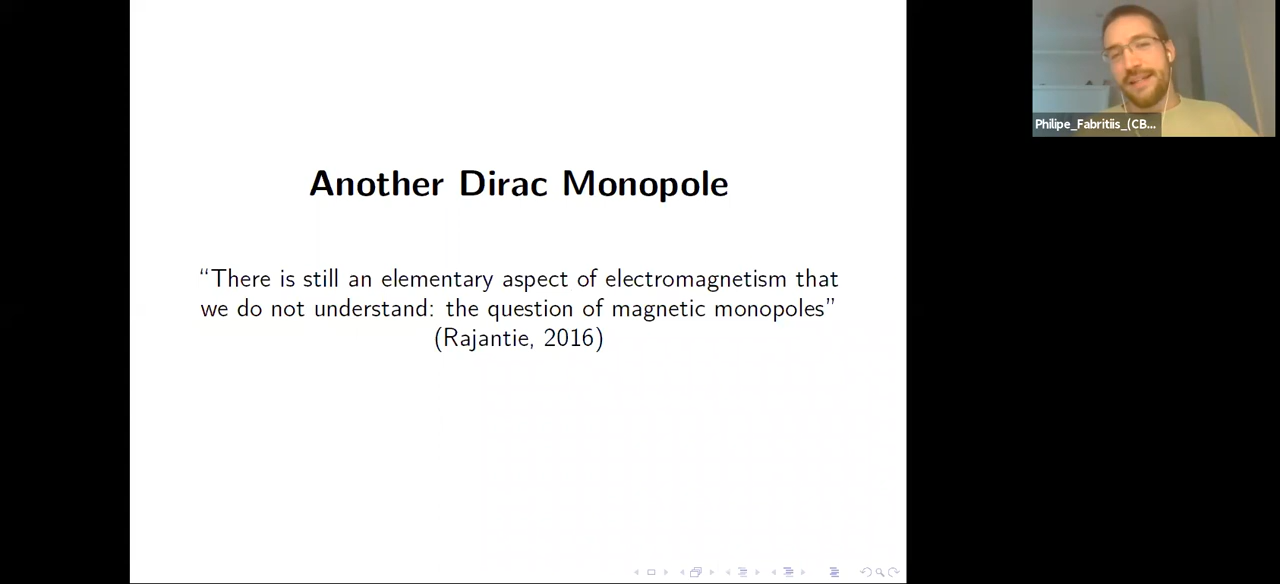 Another Dirac Monopole
“There is still an elementary aspect of electromagnetism that
we do not understand: the question of magnetic monopoles”
(Rajantie, 2016)
Philipe_Fabritiis_(CB...